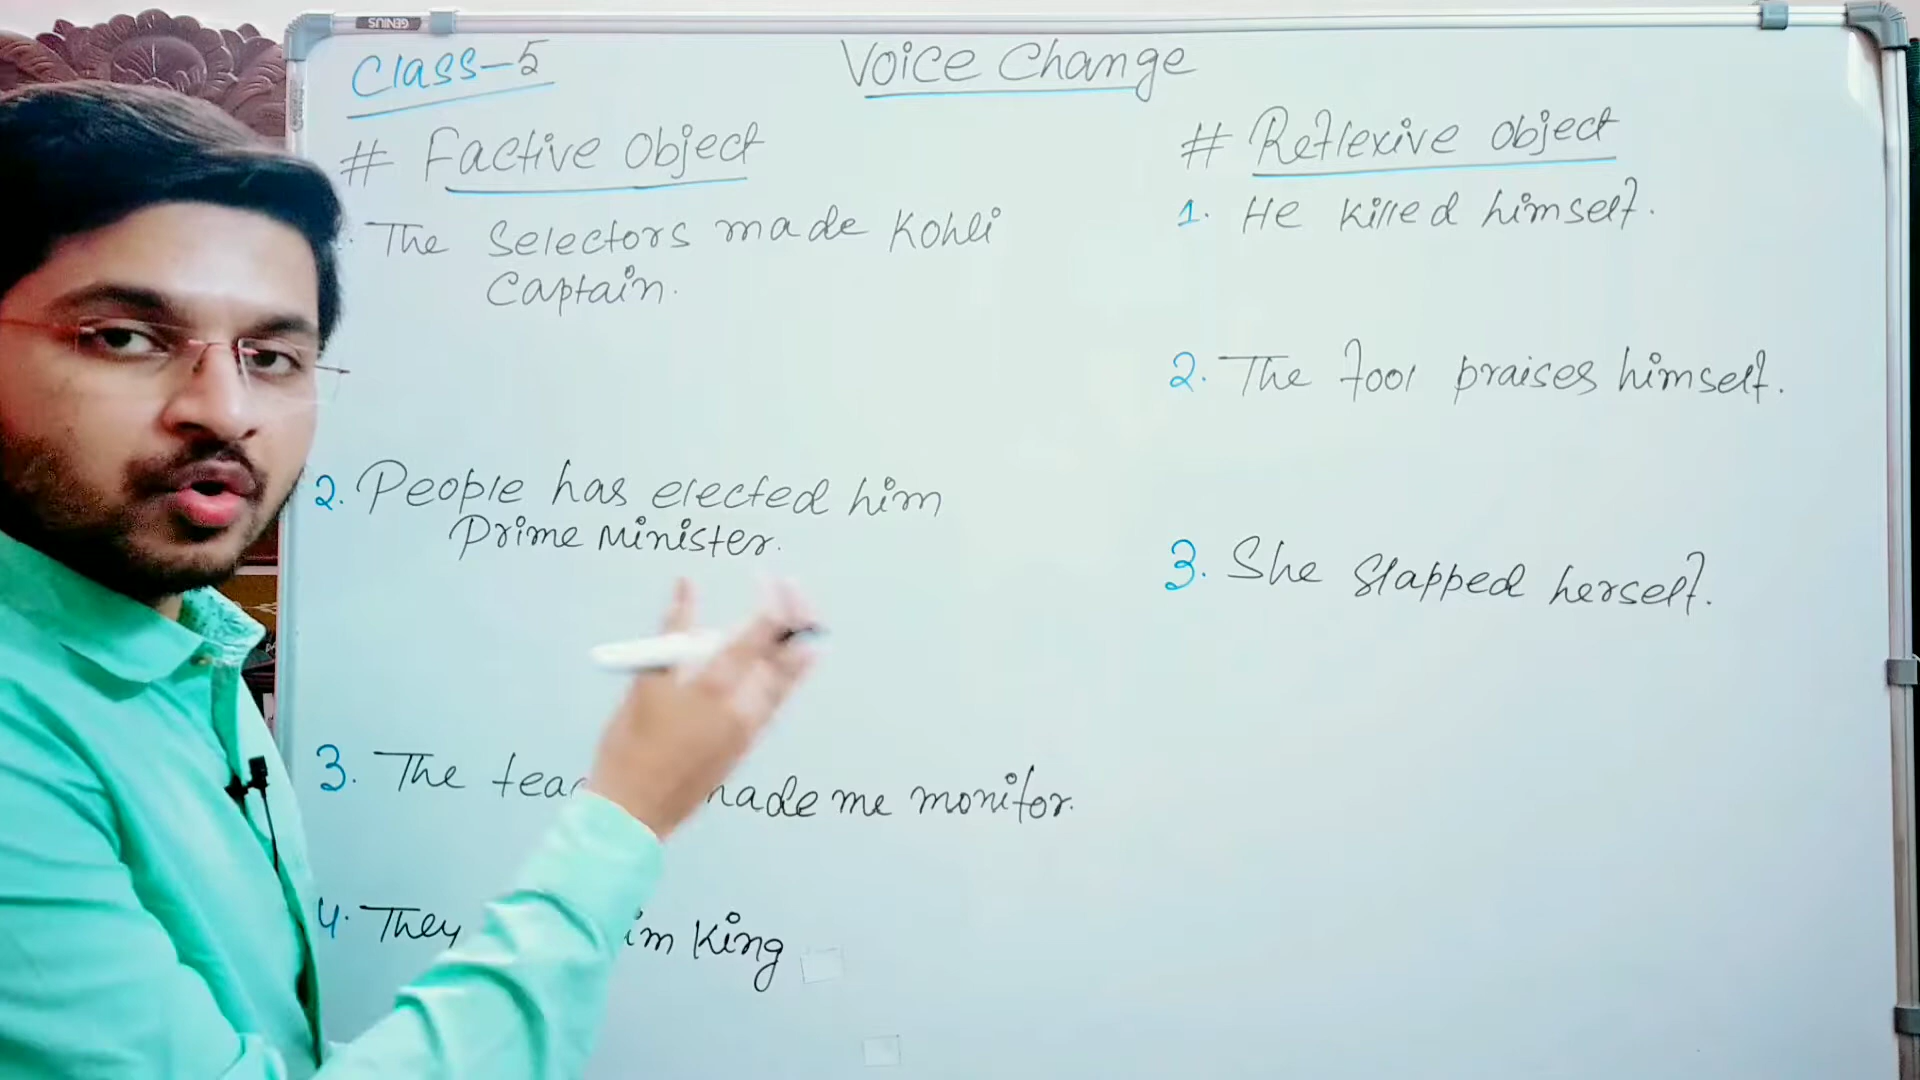 GENIUS
Class-5
Voice Change
# Factive Object
The Selectors made Kohli
Captain.
2. People has elected him
Prime Minister.
3. The made me monitor.
4. They King
# Reflexive Object
1. He killed himself.
2. The fool praises himself.
3. She slapped herself.